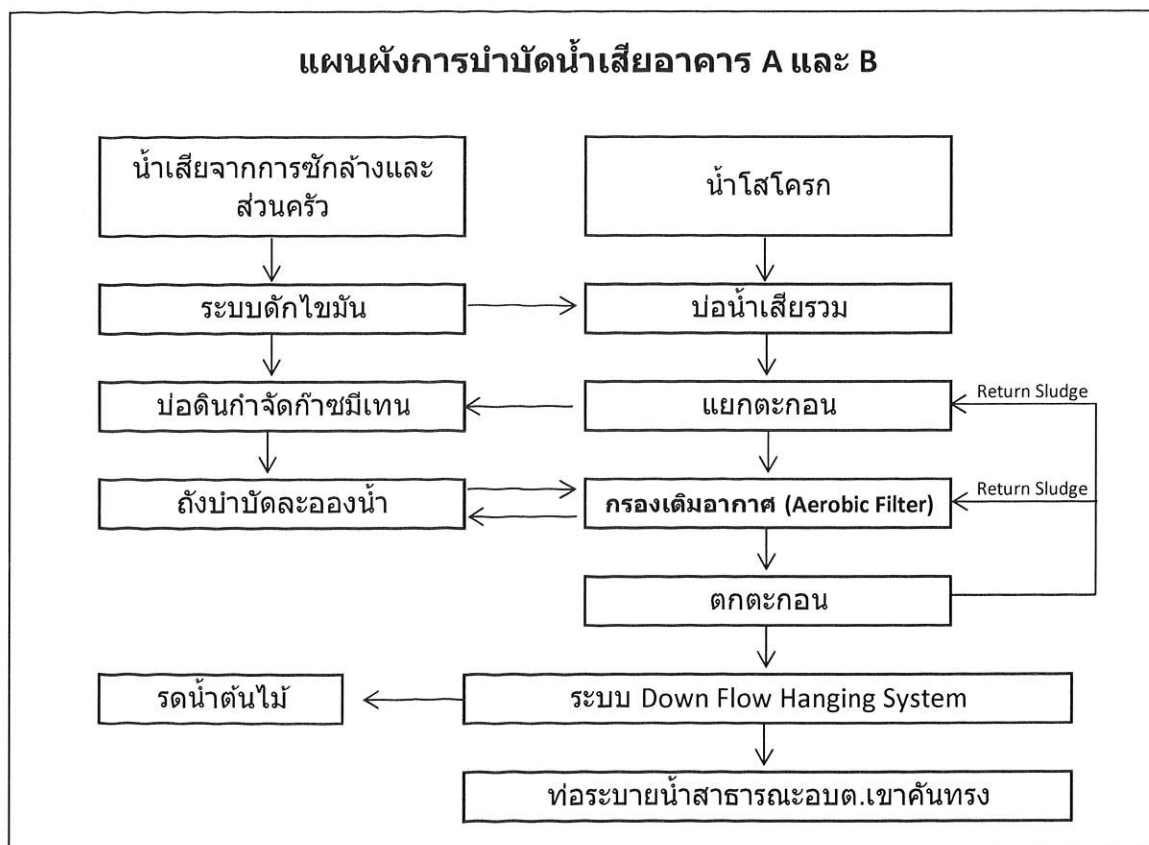 แผนผังการบำบัดน้ำเสียอาคาร A และ B
น้ำเสียจากการซักล้างและ
ส่วนครัว
น้ำโสโครก
ระบบดักไขมัน
บ่อน้ำเสียรวม
บ่อดินกำจัดก๊าซมีเทน
แยกตะกอน
Return Sludge
ถังบำบัดละอองน้ำ
กรองเติมอากาศ (Aerobic Filter)
Return Sludge
ตกตะกอน
รดน้ำต้นไม้
ระบบ Down Flow Hanging System
ท่อระบายน้ำสาธารณะอบต.เขาคันทรง